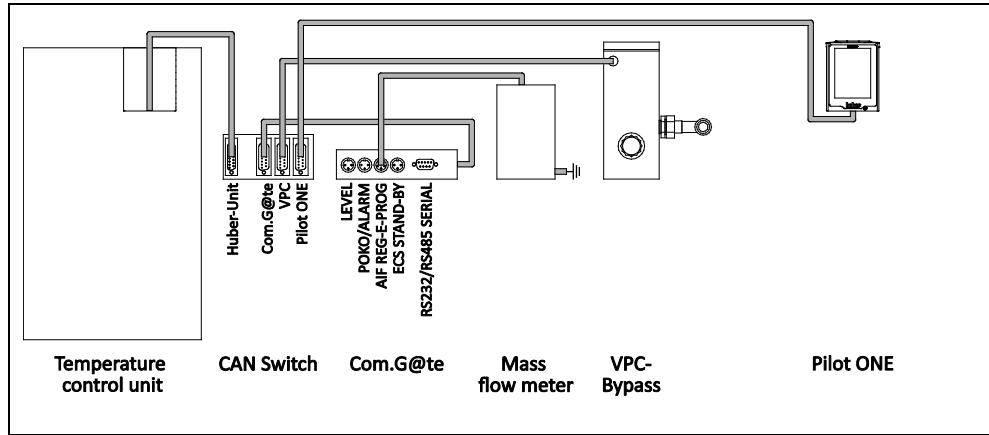 huber
Huber-Unit
Com.G@te
VPC
Pilot ONE
LEVEL
POKO/ALARM
AIF REG-E-PROG
ECS STAND-BY
RS232/RS485 SERIAL
Temperature
control unit
CAN Switch
Com.G@te
Mass
flow meter
VPC-
Bypass
Pilot ONE